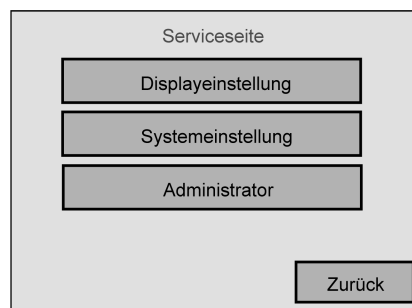 Serviceseite
Displayeinstellung
Systemeinstellung
Administrator
Zurück